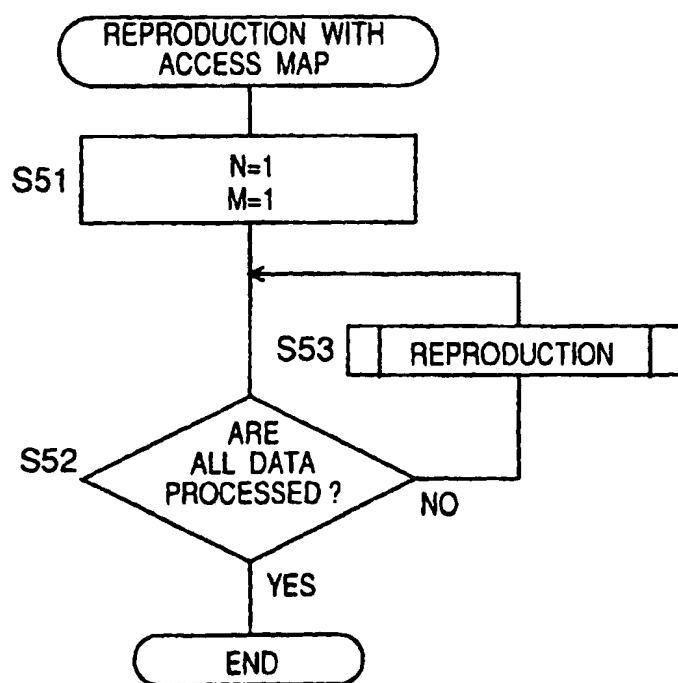 REPRODUCTION WITH
ACCESS MAP
S51
N=1
M=1
S53
REPRODUCTION
S52
ARE
ALL DATA
PROCESSED?
NO
YES
END